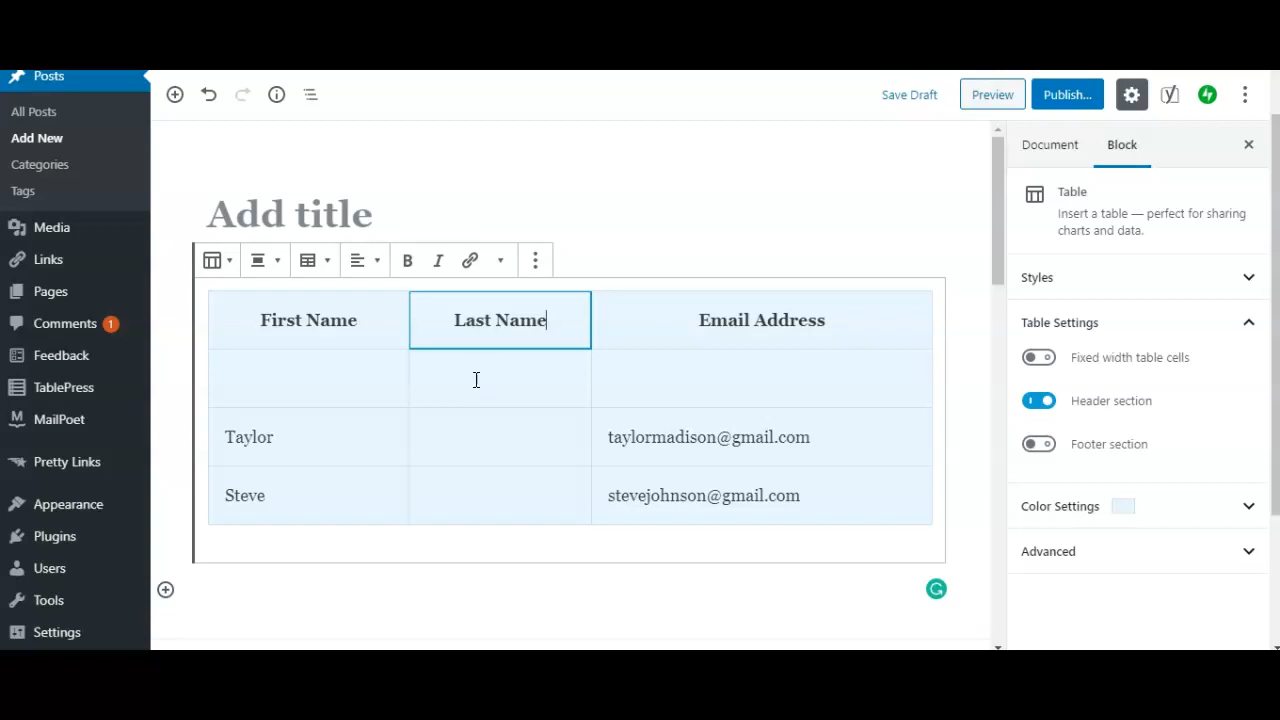 Posts
All Posts
Add New
Categories
Tags
Media
Links
Pages
Comments 1
Feedback
TablePress
MailPoet
Pretty Links
Appearance
Plugins
Users
Tools
Settings
Save Draft
Preview
Publish...
Add title
B I
First Name Last Name Email Address
Taylor taylormadison@gmail.com
Steve stevejohnson@gmail.com
Document Block
Table
Insert a table — perfect for sharing
charts and data.
Styles
Table Settings
Fixed width table cells
Header section
Footer section
Color Settings
Advanced